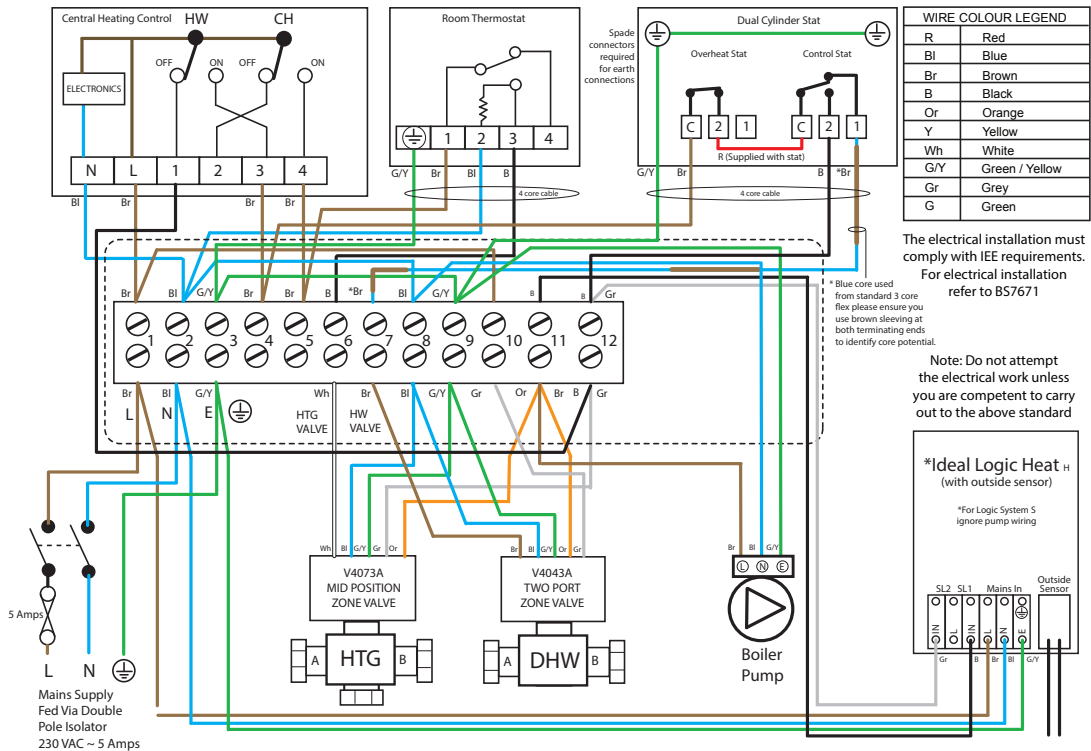 Central Heating Control
HW
CH
OFF
ON
OFF
ON
ELECTRONICS
N
L
1
2
3
4
Bl
Br
Br
Br
Room Thermostat
1
2
3
4
G/Y
Br
Bl
B
4 core cable
Spade
connectors
required
for earth
connections
Dual Cylinder Stat
Overheat Stat
Control Stat
C
2
1
C
2
1
R (Supplied with stat)
G/Y
Br
B
*Br
4 core cable
WIRE COLOUR LEGEND
R Red
Bl Blue
Br Brown
B Black
Or Orange
Y Yellow
Wh White
G/Y Green / Yellow
Gr Grey
G Green
The electrical installation must
comply with IEE requirements.
For electrical installation
refer to BS7671
* Blue core used
from standard 3 core
flex please ensure you
use brown sleeving at
both terminating ends
to identify core potential.
Note: Do not attempt
the electrical work unless
you are competent to carry
out to the above standard
Br
Bl
G/Y
B
*Br
Bl
G/Y
B
B
Gr
1
2
3
4
5
6
7
8
9
10
11
12
Br
Bl
G/Y
Wh
Br
Bl
G/Y
Gr
Or
Br
B
Gr
L
N
E
HTG
VALVE
HW
VALVE
5 Amps
L
N
Mains Supply
Fed Via Double
Pole Isolator
230 VAC ~ 5 Amps
Wh
Bl
G/Y
Gr
Or
V4073A
MID POSITION
ZONE VALVE
A
HTG
B
Br
Bl
G/Y
Or
Gr
V4043A
TWO PORT
ZONE VALVE
A
DHW
B
Br
Bl
G/Y
L
N
E
Boiler
Pump
*Ideal Logic Heat H
(with outside sensor)
*For Logic System S
ignore pump wiring
SL2
SL1
Mains In
Outside
Sensor
IN
L
IN
L
N
E
Gr
B
Br
Bl
G/Y